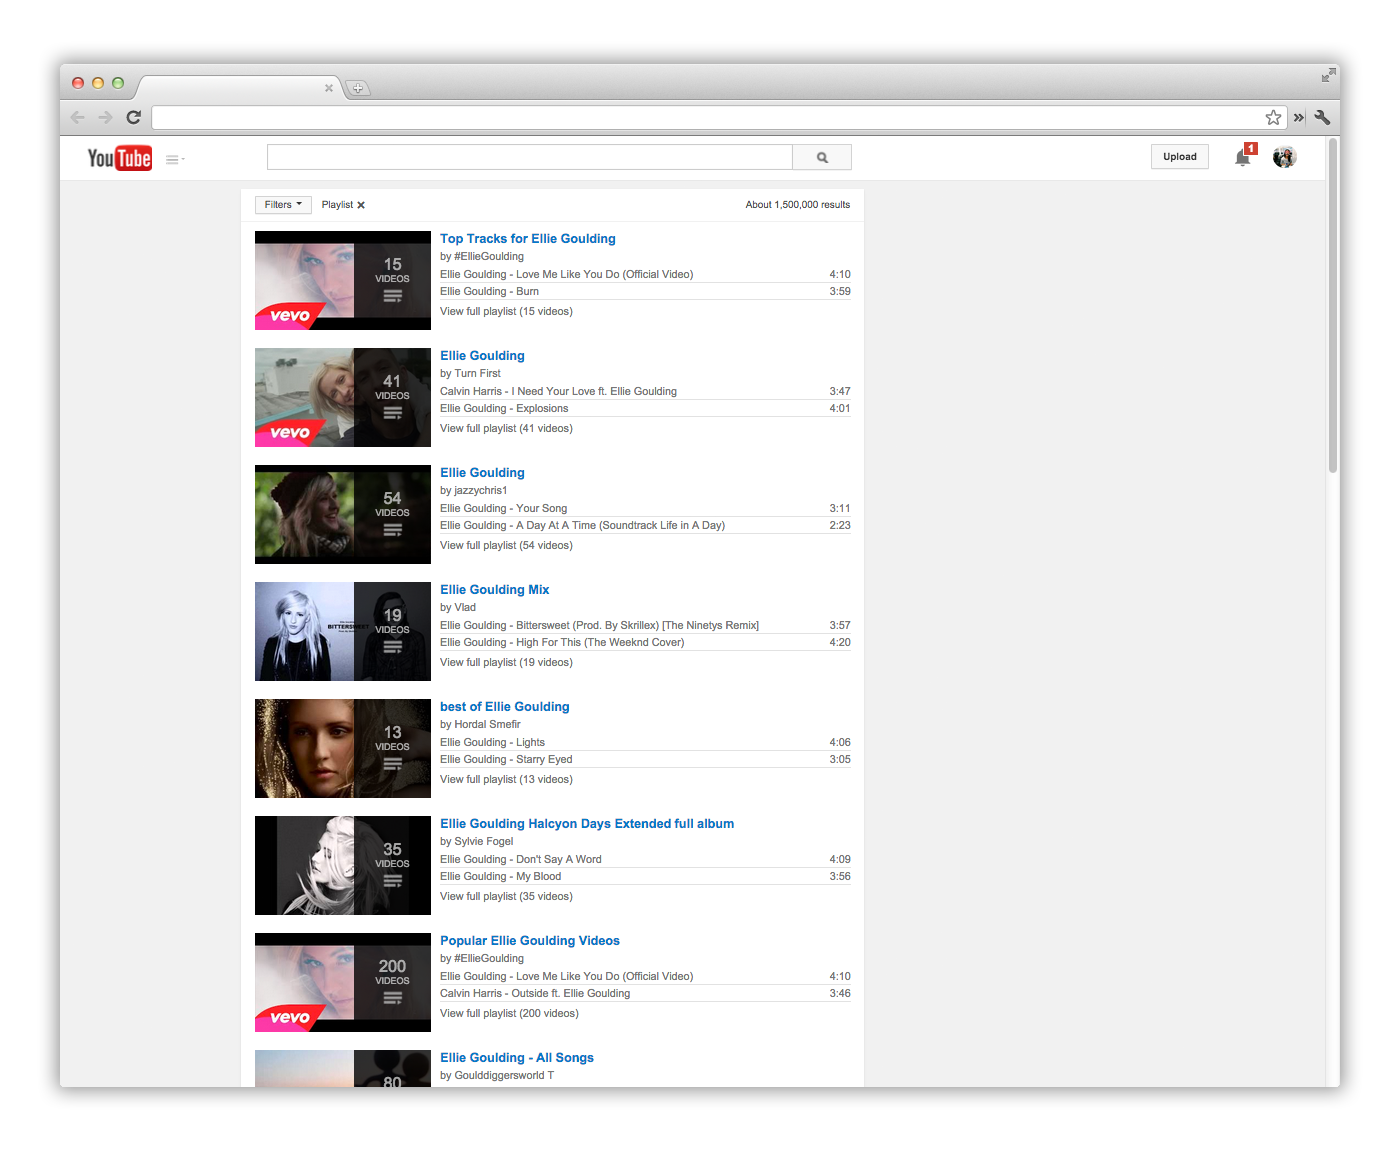 YouTube
Upload
1
Filters
Playlist
About 1,500,000 results
15
VIDEOS
vevo
Top Tracks for Ellie Goulding
by #EllieGoulding
Ellie Goulding - Love Me Like You Do (Official Video) 4:10
Ellie Goulding - Burn 3:59
View full playlist (15 videos)
41
VIDEOS
vevo
Ellie Goulding
by Turn First
Calvin Harris - I Need Your Love ft. Ellie Goulding 3:47
Ellie Goulding - Explosions 4:01
View full playlist (41 videos)
54
VIDEOS
Ellie Goulding
by jazzychris1
Ellie Goulding - Your Song 3:11
Ellie Goulding - A Day At A Time (Soundtrack Life in A Day) 2:23
View full playlist (54 videos)
19
VIDEOS
BITTERSWEET
Ellie Goulding Mix
by Vlad
Ellie Goulding - Bittersweet (Prod. By Skrillex) [The Ninetys Remix] 3:57
Ellie Goulding - High For This (The Weeknd Cover) 4:20
View full playlist (19 videos)
13
VIDEOS
best of Ellie Goulding
by Hordal Smefir
Ellie Goulding - Lights 4:06
Ellie Goulding - Starry Eyed 3:05
View full playlist (13 videos)
35
VIDEOS
Ellie Goulding Halcyon Days Extended full album
by Sylvie Fogel
Ellie Goulding - Don't Say A Word 4:09
Ellie Goulding - My Blood 3:56
View full playlist (35 videos)
200
VIDEOS
vevo
Popular Ellie Goulding Videos
by #EllieGoulding
Ellie Goulding - Love Me Like You Do (Official Video) 4:10
Calvin Harris - Outside ft. Ellie Goulding 3:46
View full playlist (200 videos)
80
Ellie Goulding - All Songs
by Goulddiggersworld T